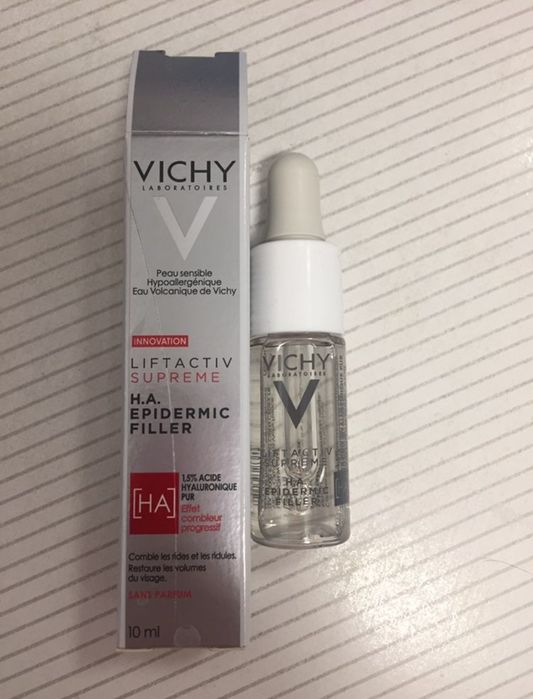 VICHY
LABORATOIRES
V
Peau sensible
Hypoallergénique
Eau Volcanique de Vichy
INNOVATION
LIFTACTIV
SUPREME
H.A.
EPIDERMIC
FILLER
[HA]
1,5% ACIDE
HYALURONIQUE
PUR
Effet
combleur
progressif
Comble les rides et les ridules.
Restaure les volumes
du visage.
SANS PARFUM
10 ml
VICHY
LABORATOIRES
V
LIFTACTIV
SUPREME
H.A.
EPIDERMIC
FILLER